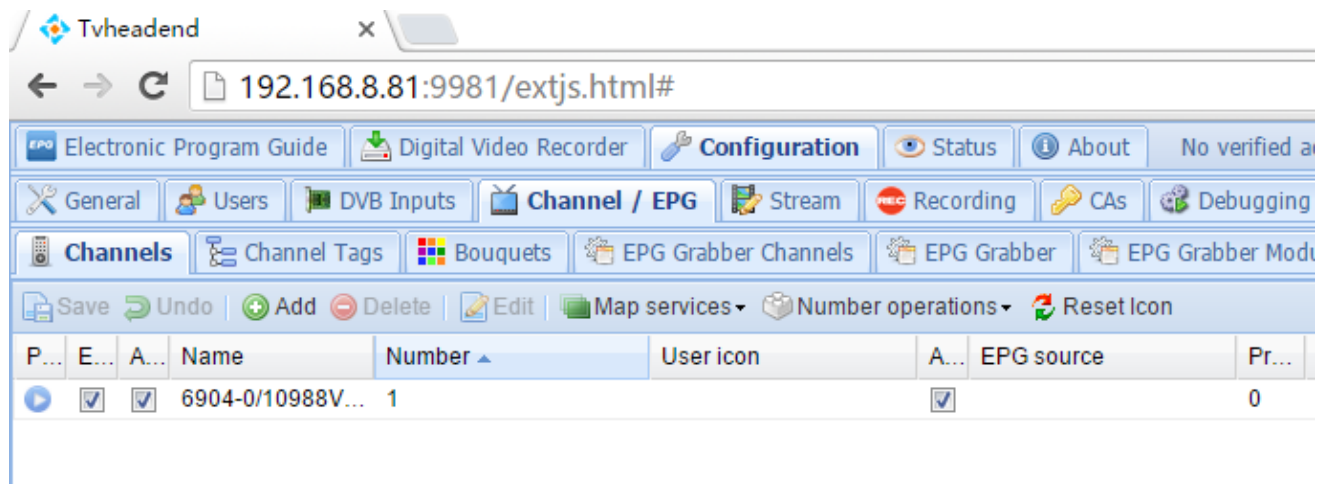 Tvheadend
192.168.8.81:9981/extjs.html#
EPG Electronic Program Guide Digital Video Recorder Configuration Status About No verified a
General Users DVB Inputs Channel / EPG Stream REC Recording CAs Debugging
Channels Channel Tags Bouquets EPG Grabber Channels EPG Grabber EPG Grabber Modu
Save Undo Add Delete Edit Map services Number operations Reset Icon
P... E... A... Name Number User icon A... EPG source Pr...
6904-0/10988V... 1 0